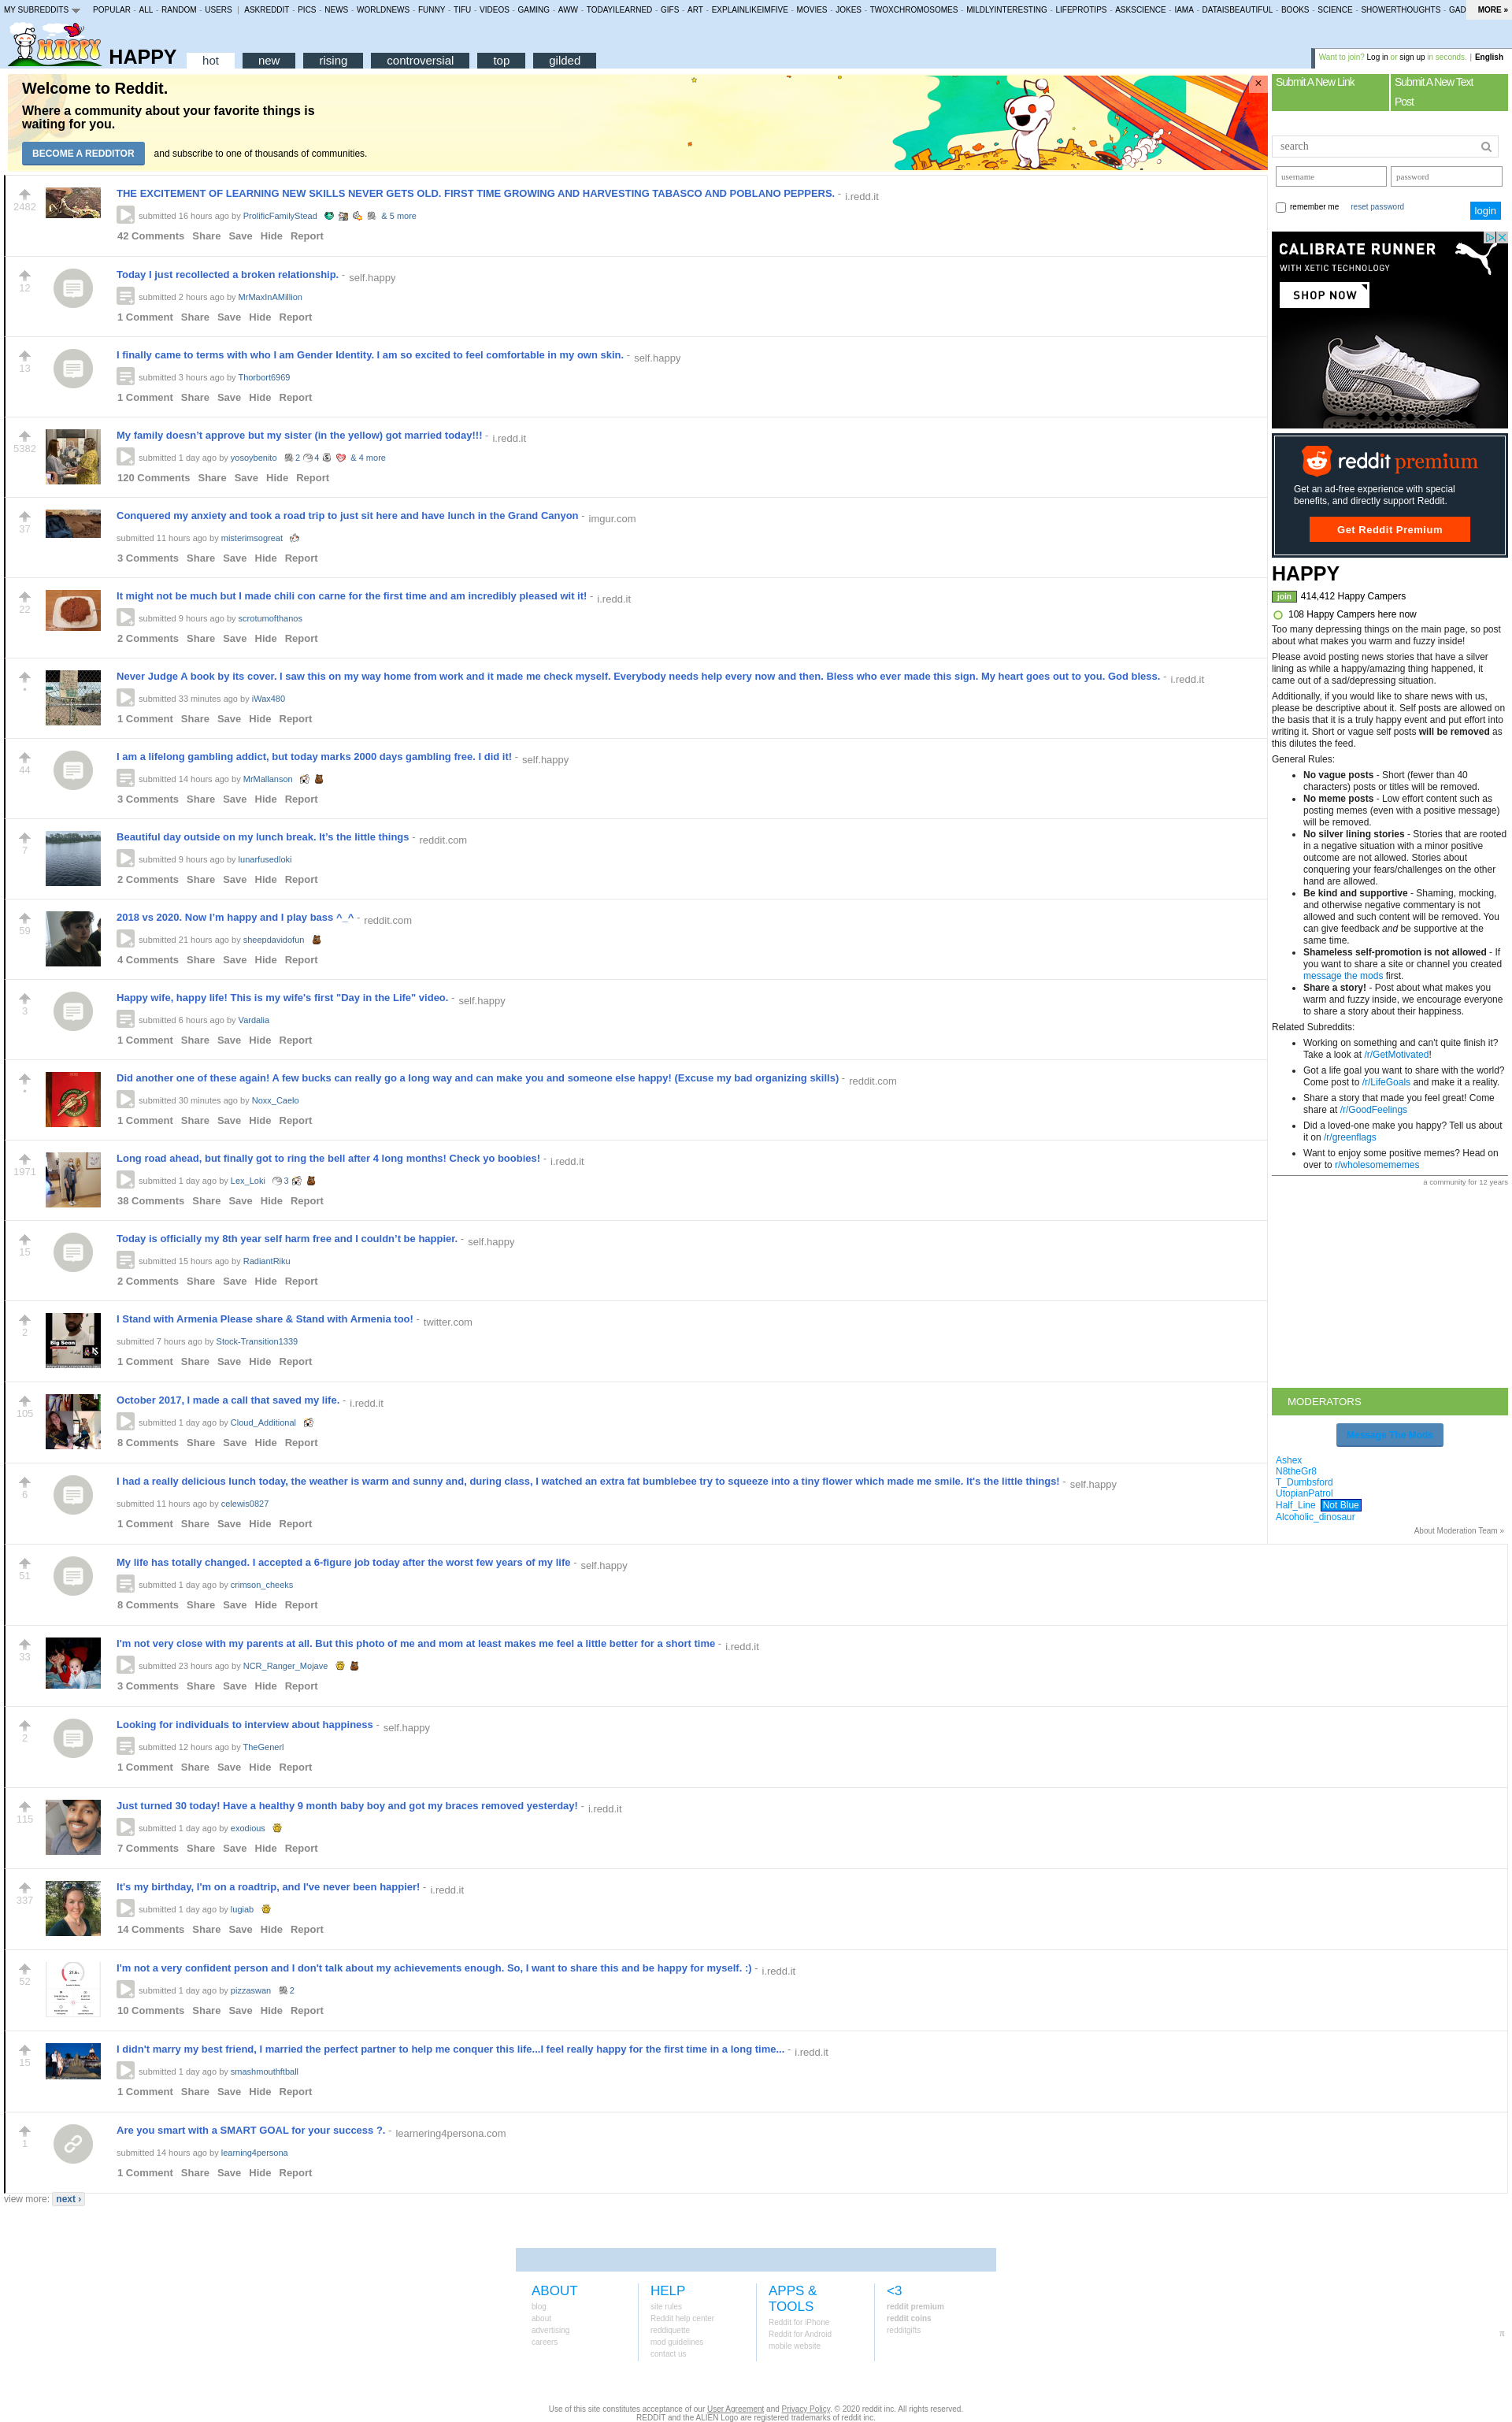 MY SUBREDDITS POPULAR - ALL - RANDOM - USERS | ASKREDDIT - PICS - NEWS - WORLDNEWS - FUNNY - TIFU - VIDEOS - GAMING - AWW - TODAYILEARNED - GIFS - ART - EXPLAINLIKEIMFIVE - MOVIES - JOKES - TWOXCHROMOSOMES - MILDLYINTERESTING - LIFEPROTIPS - ASKSCIENCE - IAMA - DATAISBEAUTIFUL - BOOKS - SCIENCE - SHOWERTHOUGHTS - GAD MORE »
HAPPY HAPPY hot new rising controversial top gilded
Want to join? Log in or sign up in seconds. | English
Welcome to Reddit.
Where a community about your favorite things is
waiting for you.
BECOME A REDDITOR and subscribe to one of thousands of communities.
×
2482
THE EXCITEMENT OF LEARNING NEW SKILLS NEVER GETS OLD. FIRST TIME GROWING AND HARVESTING TABASCO AND POBLANO PEPPERS. - i.redd.it
submitted 16 hours ago by ProlificFamilyStead & 5 more
42 Comments Share Save Hide Report
12
Today I just recollected a broken relationship. - self.happy
submitted 2 hours ago by MrMaxInAMillion
1 Comment Share Save Hide Report
13
I finally came to terms with who I am Gender Identity. I am so excited to feel comfortable in my own skin. - self.happy
submitted 3 hours ago by Thorbort6969
1 Comment Share Save Hide Report
5382
My family doesn't approve but my sister (in the yellow) got married today!!! - i.redd.it
submitted 1 day ago by yosoybenito 2 4 & 4 more
120 Comments Share Save Hide Report
37
Conquered my anxiety and took a road trip to just sit here and have lunch in the Grand Canyon - imgur.com
submitted 11 hours ago by misterimsogreat
3 Comments Share Save Hide Report
22
It might not be much but I made chili con carne for the first time and am incredibly pleased wit it! - i.redd.it
submitted 9 hours ago by scrotumofthanos
2 Comments Share Save Hide Report
•
Never Judge A book by its cover. I saw this on my way home from work and it made me check myself. Everybody needs help every now and then. Bless who ever made this sign. My heart goes out to you. God bless. - i.redd.it
submitted 33 minutes ago by iWax480
1 Comment Share Save Hide Report
44
I am a lifelong gambling addict, but today marks 2000 days gambling free. I did it! - self.happy
submitted 14 hours ago by MrMallanson
3 Comments Share Save Hide Report
7
Beautiful day outside on my lunch break. It's the little things - reddit.com
submitted 9 hours ago by lunarfusedloki
2 Comments Share Save Hide Report
59
2018 vs 2020. Now I'm happy and I play bass ^_^ - reddit.com
submitted 21 hours ago by sheepdavidofun
4 Comments Share Save Hide Report
3
Happy wife, happy life! This is my wife's first "Day in the Life" video. - self.happy
submitted 6 hours ago by Vardalia
1 Comment Share Save Hide Report
•
Did another one of these again! A few bucks can really go a long way and can make you and someone else happy! (Excuse my bad organizing skills) - reddit.com
submitted 30 minutes ago by Noxx_Caelo
1 Comment Share Save Hide Report
1971
Long road ahead, but finally got to ring the bell after 4 long months! Check yo boobies! - i.redd.it
submitted 1 day ago by Lex_Loki 3
38 Comments Share Save Hide Report
15
Today is officially my 8th year self harm free and I couldn't be happier. - self.happy
submitted 15 hours ago by RadiantRiku
2 Comments Share Save Hide Report
2
Big Sean
I Stand with Armenia Please share & Stand with Armenia too! - twitter.com
submitted 7 hours ago by Stock-Transition1339
1 Comment Share Save Hide Report
105
October 2017, I made a call that saved my life. - i.redd.it
submitted 1 day ago by Cloud_Additional
8 Comments Share Save Hide Report
6
I had a really delicious lunch today, the weather is warm and sunny and, during class, I watched an extra fat bumblebee try to squeeze into a tiny flower which made me smile. It's the little things! - self.happy
submitted 11 hours ago by celewis0827
1 Comment Share Save Hide Report
51
My life has totally changed. I accepted a 6-figure job today after the worst few years of my life - self.happy
submitted 1 day ago by crimson_cheeks
8 Comments Share Save Hide Report
33
I'm not very close with my parents at all. But this photo of me and mom at least makes me feel a little better for a short time - i.redd.it
submitted 23 hours ago by NCR_Ranger_Mojave
3 Comments Share Save Hide Report
2
Looking for individuals to interview about happiness - self.happy
submitted 12 hours ago by TheGenerI
1 Comment Share Save Hide Report
115
Just turned 30 today! Have a healthy 9 month baby boy and got my braces removed yesterday! - i.redd.it
submitted 1 day ago by exodious
7 Comments Share Save Hide Report
337
It's my birthday, I'm on a roadtrip, and I've never been happier! - i.redd.it
submitted 1 day ago by lugiab
14 Comments Share Save Hide Report
52
I'm not a very confident person and I don't talk about my achievements enough. So, I want to share this and be happy for myself. :) - i.redd.it
submitted 1 day ago by pizzaswan 2
10 Comments Share Save Hide Report
15
I didn't marry my best friend, I married the perfect partner to help me conquer this life...I feel really happy for the first time in a long time... - i.redd.it
submitted 1 day ago by smashmouthftball
1 Comment Share Save Hide Report
1
Are you smart with a SMART GOAL for your success ?. - learnering4persona.com
submitted 14 hours ago by learning4persona
1 Comment Share Save Hide Report
view more: next ›
Submit A New Link
Submit A New Text
Post
search
username password
remember me reset password login
CALIBRATE RUNNER
WITH XETIC TECHNOLOGY
SHOP NOW
reddit premium
Get an ad-free experience with special
benefits, and directly support Reddit.
Get Reddit Premium
HAPPY
join 414,412 Happy Campers
108 Happy Campers here now
Too many depressing things on the main page, so post
about what makes you warm and fuzzy inside!
Please avoid posting news stories that have a silver
lining as while a happy/amazing thing happened, it
came out of a sad/depressing situation.
Additionally, if you would like to share news with us,
please be descriptive about it. Self posts are allowed on
the basis that it is a truly happy event and put effort into
writing it. Short or vague self posts will be removed as
this dilutes the feed.
General Rules:
• No vague posts - Short (fewer than 40
characters) posts or titles will be removed.
• No meme posts - Low effort content such as
posting memes (even with a positive message)
will be removed.
• No silver lining stories - Stories that are rooted
in a negative situation with a minor positive
outcome are not allowed. Stories about
conquering your fears/challenges on the other
hand are allowed.
• Be kind and supportive - Shaming, mocking,
and otherwise negative commentary is not
allowed and such content will be removed. You
can give feedback and be supportive at the
same time.
• Shameless self-promotion is not allowed - If
you want to share a site or channel you created
message the mods first.
• Share a story! - Post about what makes you
warm and fuzzy inside, we encourage everyone
to share a story about their happiness.
Related Subreddits:
• Working on something and can't quite finish it?
Take a look at /r/GetMotivated!
• Got a life goal you want to share with the world?
Come post to /r/LifeGoals and make it a reality.
• Share a story that made you feel great! Come
share at /r/GoodFeelings
• Did a loved-one make you happy? Tell us about
it on /r/greenflags
• Want to enjoy some positive memes? Head on
over to r/wholesomememes
a community for 12 years
MODERATORS
Message The Mods
Ashex
N8theGr8
T_Dumbsford
UtopianPatrol
Half_Line Not Blue
Alcoholic_dinosaur
About Moderation Team »
ABOUT
blog
about
advertising
careers
HELP
site rules
Reddit help center
reddiquette
mod guidelines
contact us
APPS &
TOOLS
Reddit for iPhone
Reddit for Android
mobile website
<3
reddit premium
reddit coins
redditgifts
π
Use of this site constitutes acceptance of our User Agreement and Privacy Policy. © 2020 reddit inc. All rights reserved.
REDDIT and the ALIEN Logo are registered trademarks of reddit inc.